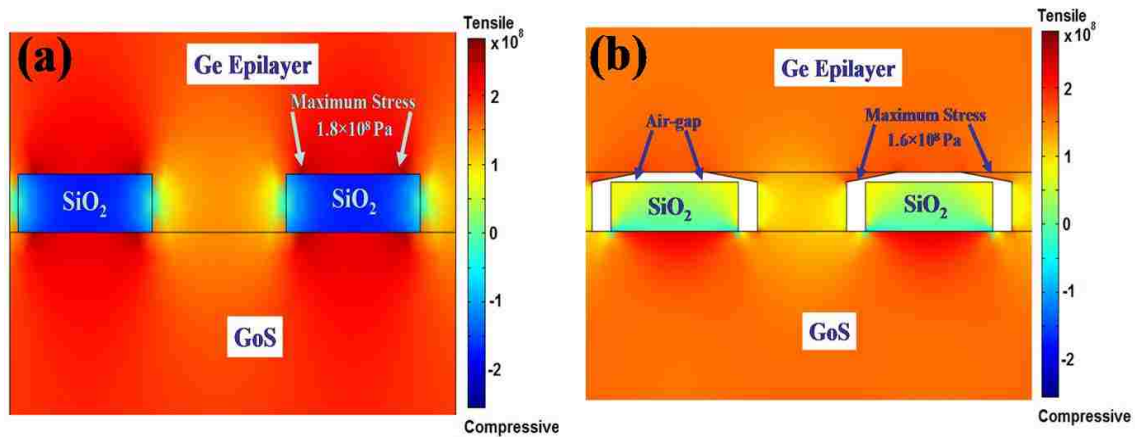 (a)
Ge Epilayer
Maximum Stress
1.8×10⁸ Pa
SiO₂
SiO₂
GoS
Tensile
x10⁸
2
1
0
-1
-2
Compressive
(b)
Ge Epilayer
Air-gap
Maximum Stress
1.6×10⁸ Pa
SiO₂
SiO₂
GoS
Tensile
x10⁸
2
1
0
-1
-2
Compressive